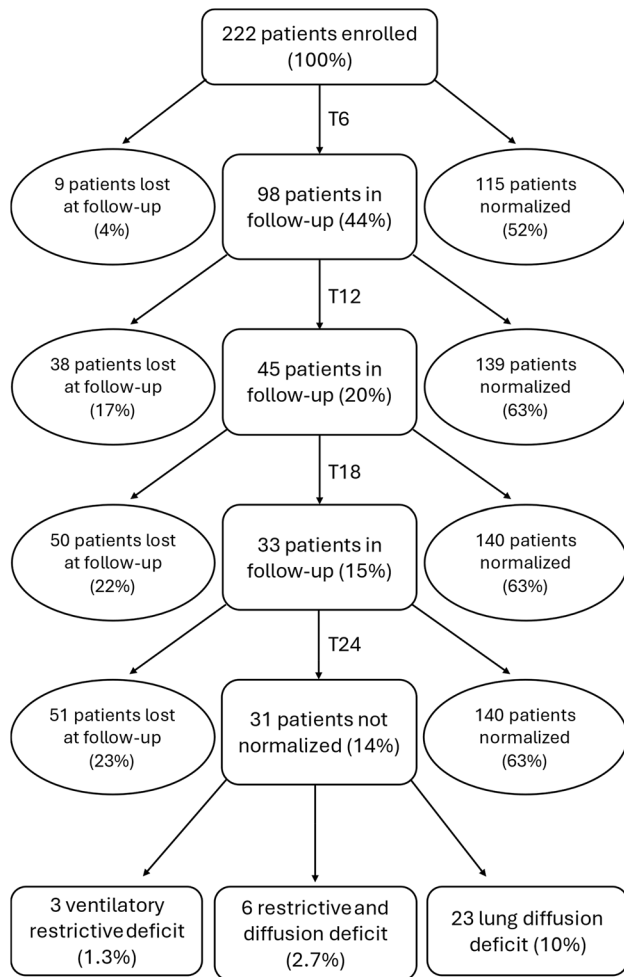 222 patients enrolled
(100%)
T6
9 patients lost
at follow-up
(4%)
98 patients in
follow-up (44%)
115 patients
normalized
(52%)
T12
38 patients lost
at follow-up
(17%)
45 patients in
follow-up (20%)
139 patients
normalized
(63%)
T18
50 patients lost
at follow-up
(22%)
33 patients in
follow-up (15%)
140 patients
normalized
(63%)
T24
51 patients lost
at follow-up
(23%)
31 patients not
normalized (14%)
140 patients
normalized
(63%)
3 ventilatory
restrictive deficit
(1.3%)
6 restrictive and
diffusion deficit
(2.7%)
23 lung diffusion
deficit (10%)